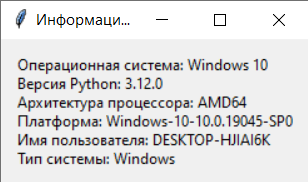 Информаци...
Операционная система: Windows 10
Версия Python: 3.12.0
Архитектура процессора: AMD64
Платформа: Windows-10-10.0.19045-SP0
Имя пользователя: DESKTOP-HJIAI6K
Тип системы: Windows